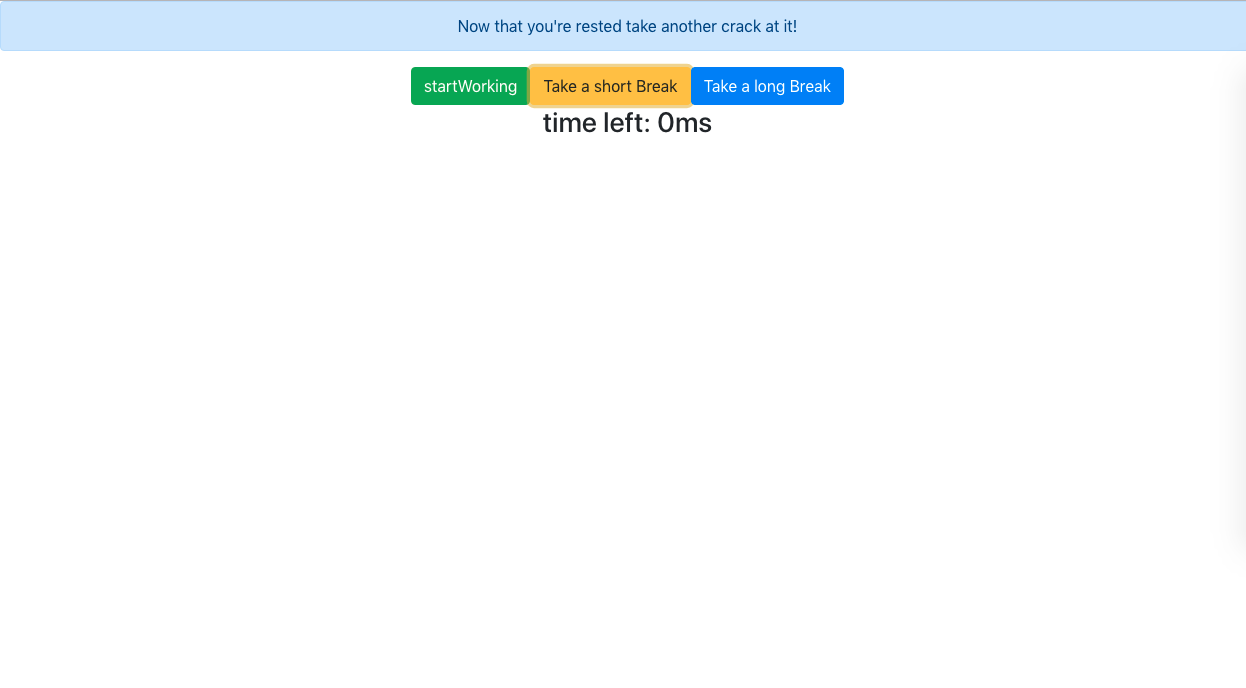 Now that you're rested take another crack at it!
startWorking Take a short Break Take a long Break
time left: 0ms